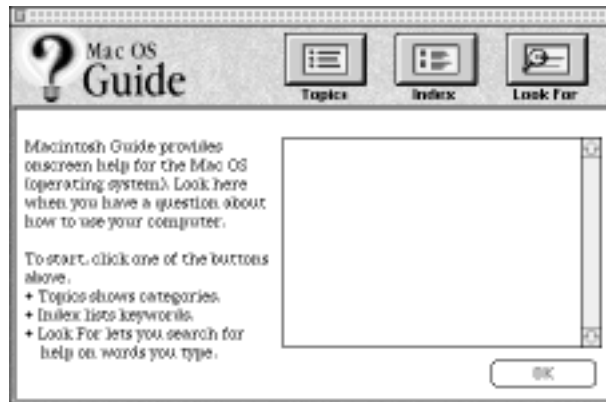 Mac OS
Guide
Topics
Index
Look For
Macintosh Guide provides
onscreen help for the Mac OS
(operating system). Look here
when you have a question about
how to use your computer.
To start, click one of the buttons
above.
• Topics shows categories.
• Index lists keywords.
• Look For lets you search for
help on words you type.
OK